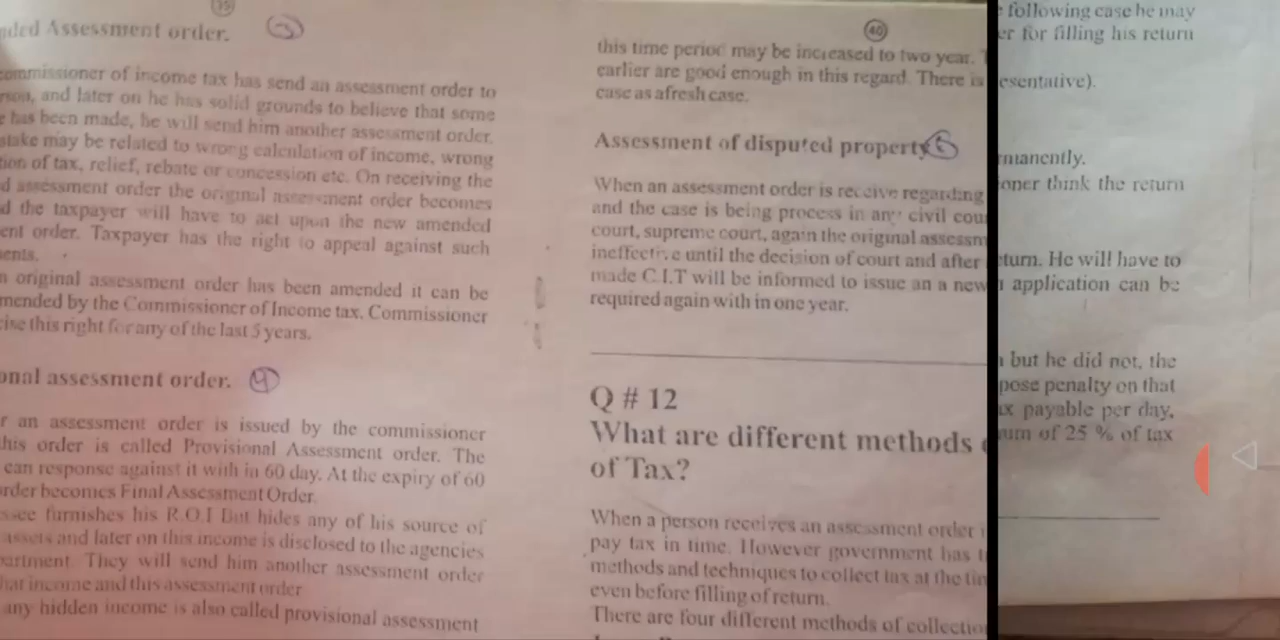 39
ded Assessment order. 3
commissioner of income tax has send an assessment order to
and later on he has solid grounds to believe that some
has been made, he will send him another assessment order.
may be related to wrong calculation of income, wrong
of tax, relief, rebate or concession etc. On receiving the
assessment order the original assessment order becomes
the taxpayer will have to act upon the new amended
order. Taxpayer has the right to appeal against such
original assessment order has been amended it can be
by the Commissioner of Income tax. Commissioner
this right for any of the last 5 years.
onal assessment order. 4
an assessment order is issued by the commissioner
his order is called Provisional Assessment order. The
can response against it with in 60 day. At the expiry of 60
rder becomes Final Assessment Order.
furnishes his R.O.I But hides any of his source of
assets and later on this income is disclosed to the agencies
They will send him another assessment order
income and this assessment order
any hidden income is also called provisional assessment
40
this time period may be increased to two year.
earlier are good enough in this regard. There is
case as afresh case.
Assessment of disputed property 5
When an assessment order is receive regarding
and the case is being process in any civil cou
court, supreme court, again the original assessm
ineffective until the decision of court and after
made C.I.T will be informed to issue an a new
required again with in one year.
Q # 12
What are different methods
of Tax?
When a person receives an assessment order
pay tax in time. However government has
methods and techniques to collect tax at the
even before filling of return.
There are four different methods of collection
following case he may
er for filling his return
esentative).
manently.
oner think the return
turn. He will have to
application can be
but he did not, the
pose penalty on that
payable per day,
um of 25 % of tax